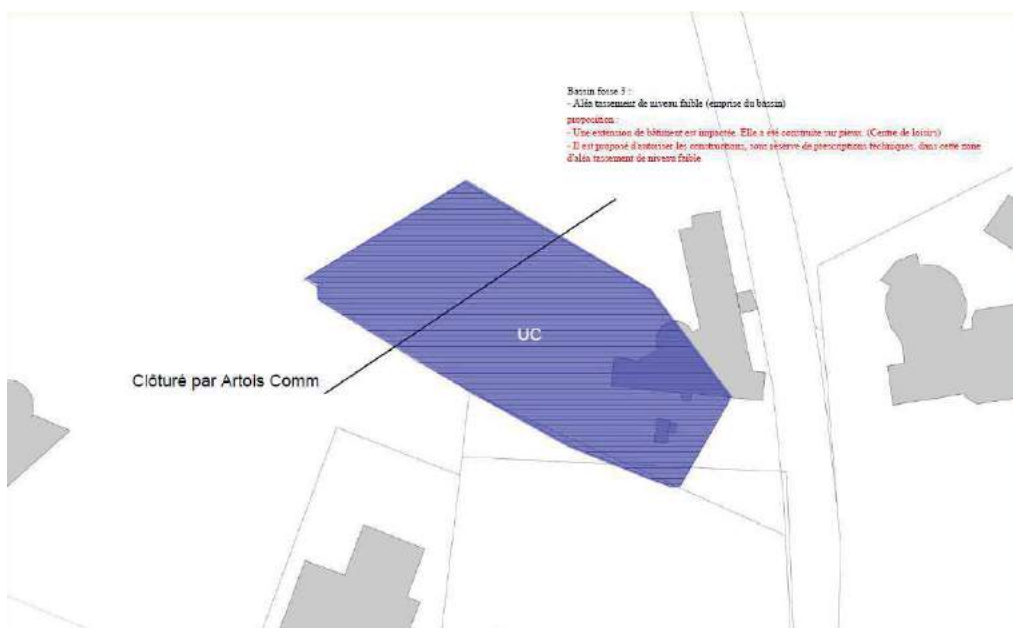 Bassin fosse 3 :
- Aléa tassement de niveau faible (emprise du bassin)
proposition :
- Une extension de bâtiment est impactée. Elle a été construite sur pieux. (Centre de loisirs)
- Il est proposé d'autoriser les constructions, sous réserve de prescriptions techniques, dans cette zone
d'aléa tassement de niveau faible
UC
Clôturé par Artois Comm